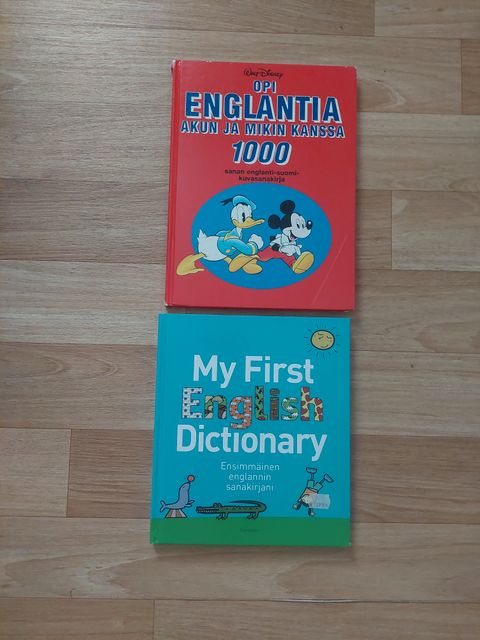 Walt Disney
OPI
ENGLANTIA
AKUN JA MIKIN KANSSA
1000
sanan englanti-suomi-
kuvasanakirja
My First
English
Dictionary
Ensimmäinen
englannin
sanakirjani